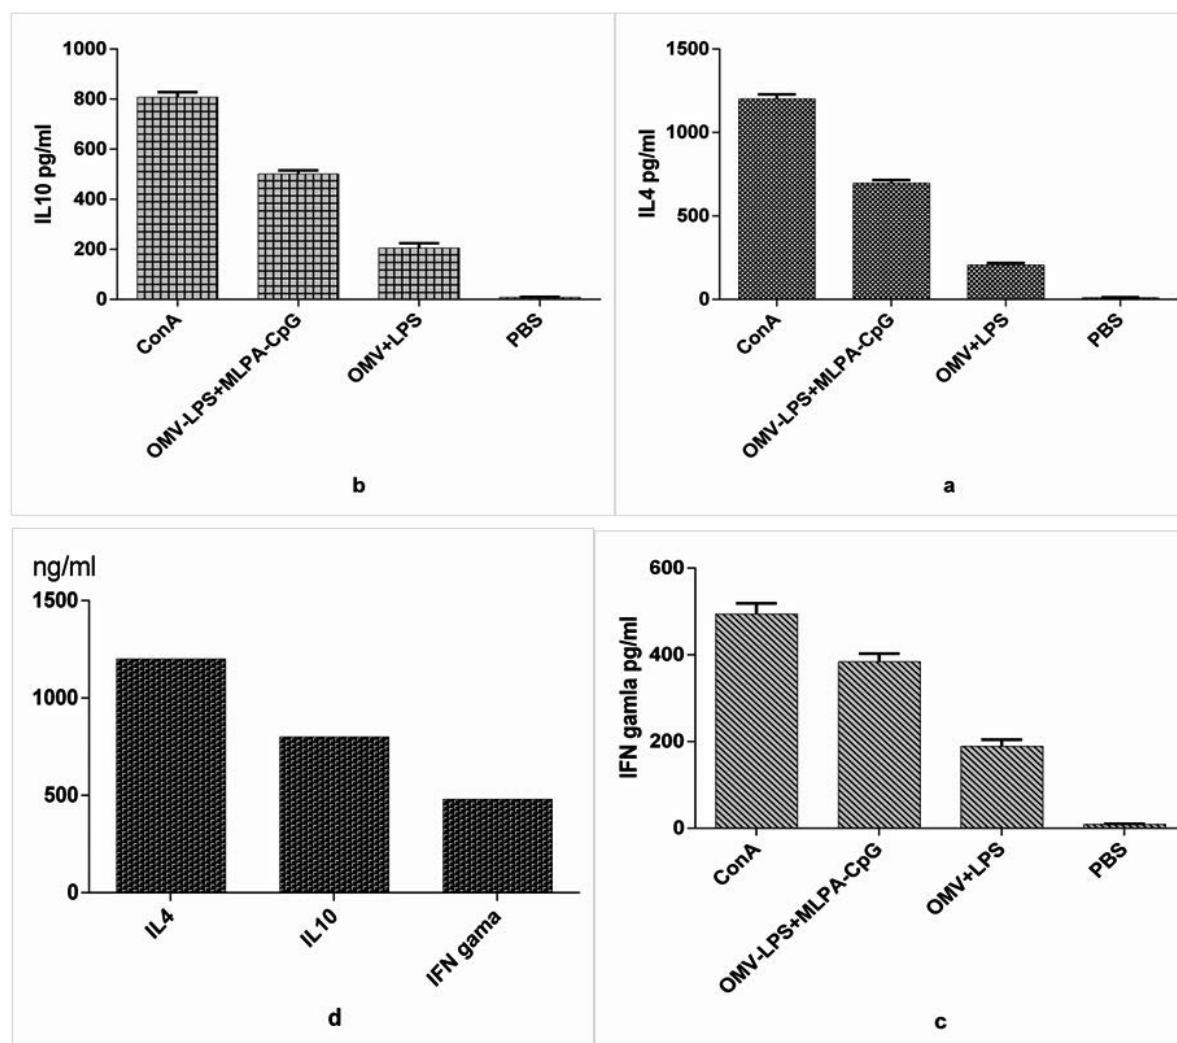 1000
800
600
400
200
0
IL10 pg/ml
ConA
OMV-LPS+MLPA-CpG
OMV+LPS
PBS
b
1500
1000
500
0
IL4 pg/ml
ConA
OMV-LPS+MLPA-CpG
OMV+LPS
PBS
a
ng/ml
1500
1000
500
0
IL4
IL10
IFN gama
d
600
400
200
0
IFN gamla pg/ml
ConA
OMV-LPS+MLPA-CpG
OMV+LPS
PBS
c